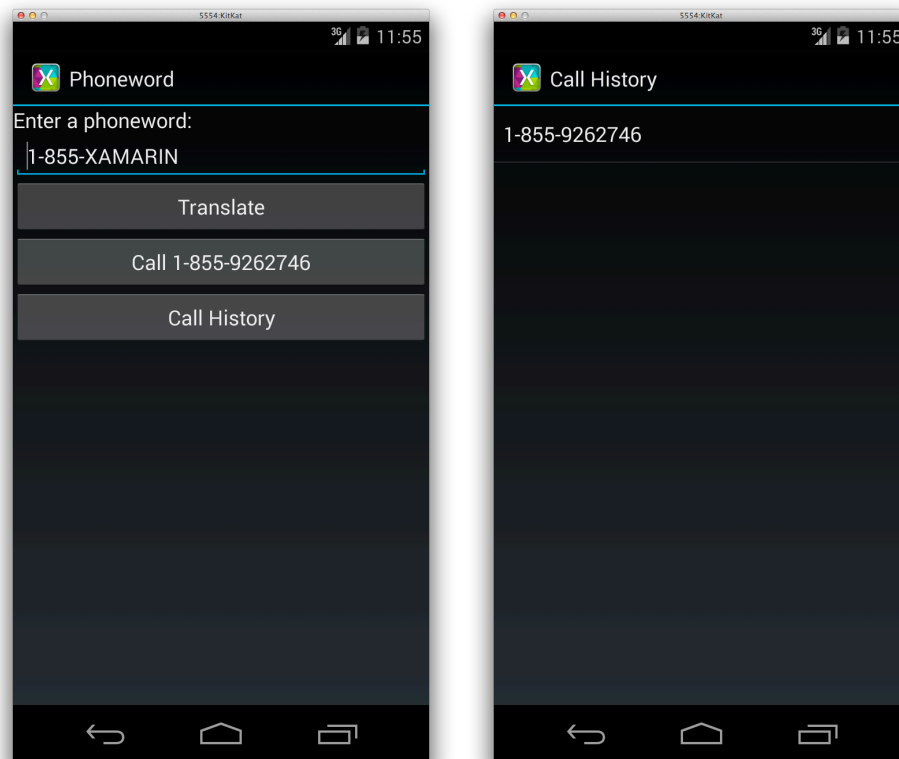 5554:KitKat
3G 11:55
Phoneword
Enter a phoneword:
1-855-XAMARIN
Translate
Call 1-855-9262746
Call History
5554:KitKat
3G 11:55
Call History
1-855-9262746